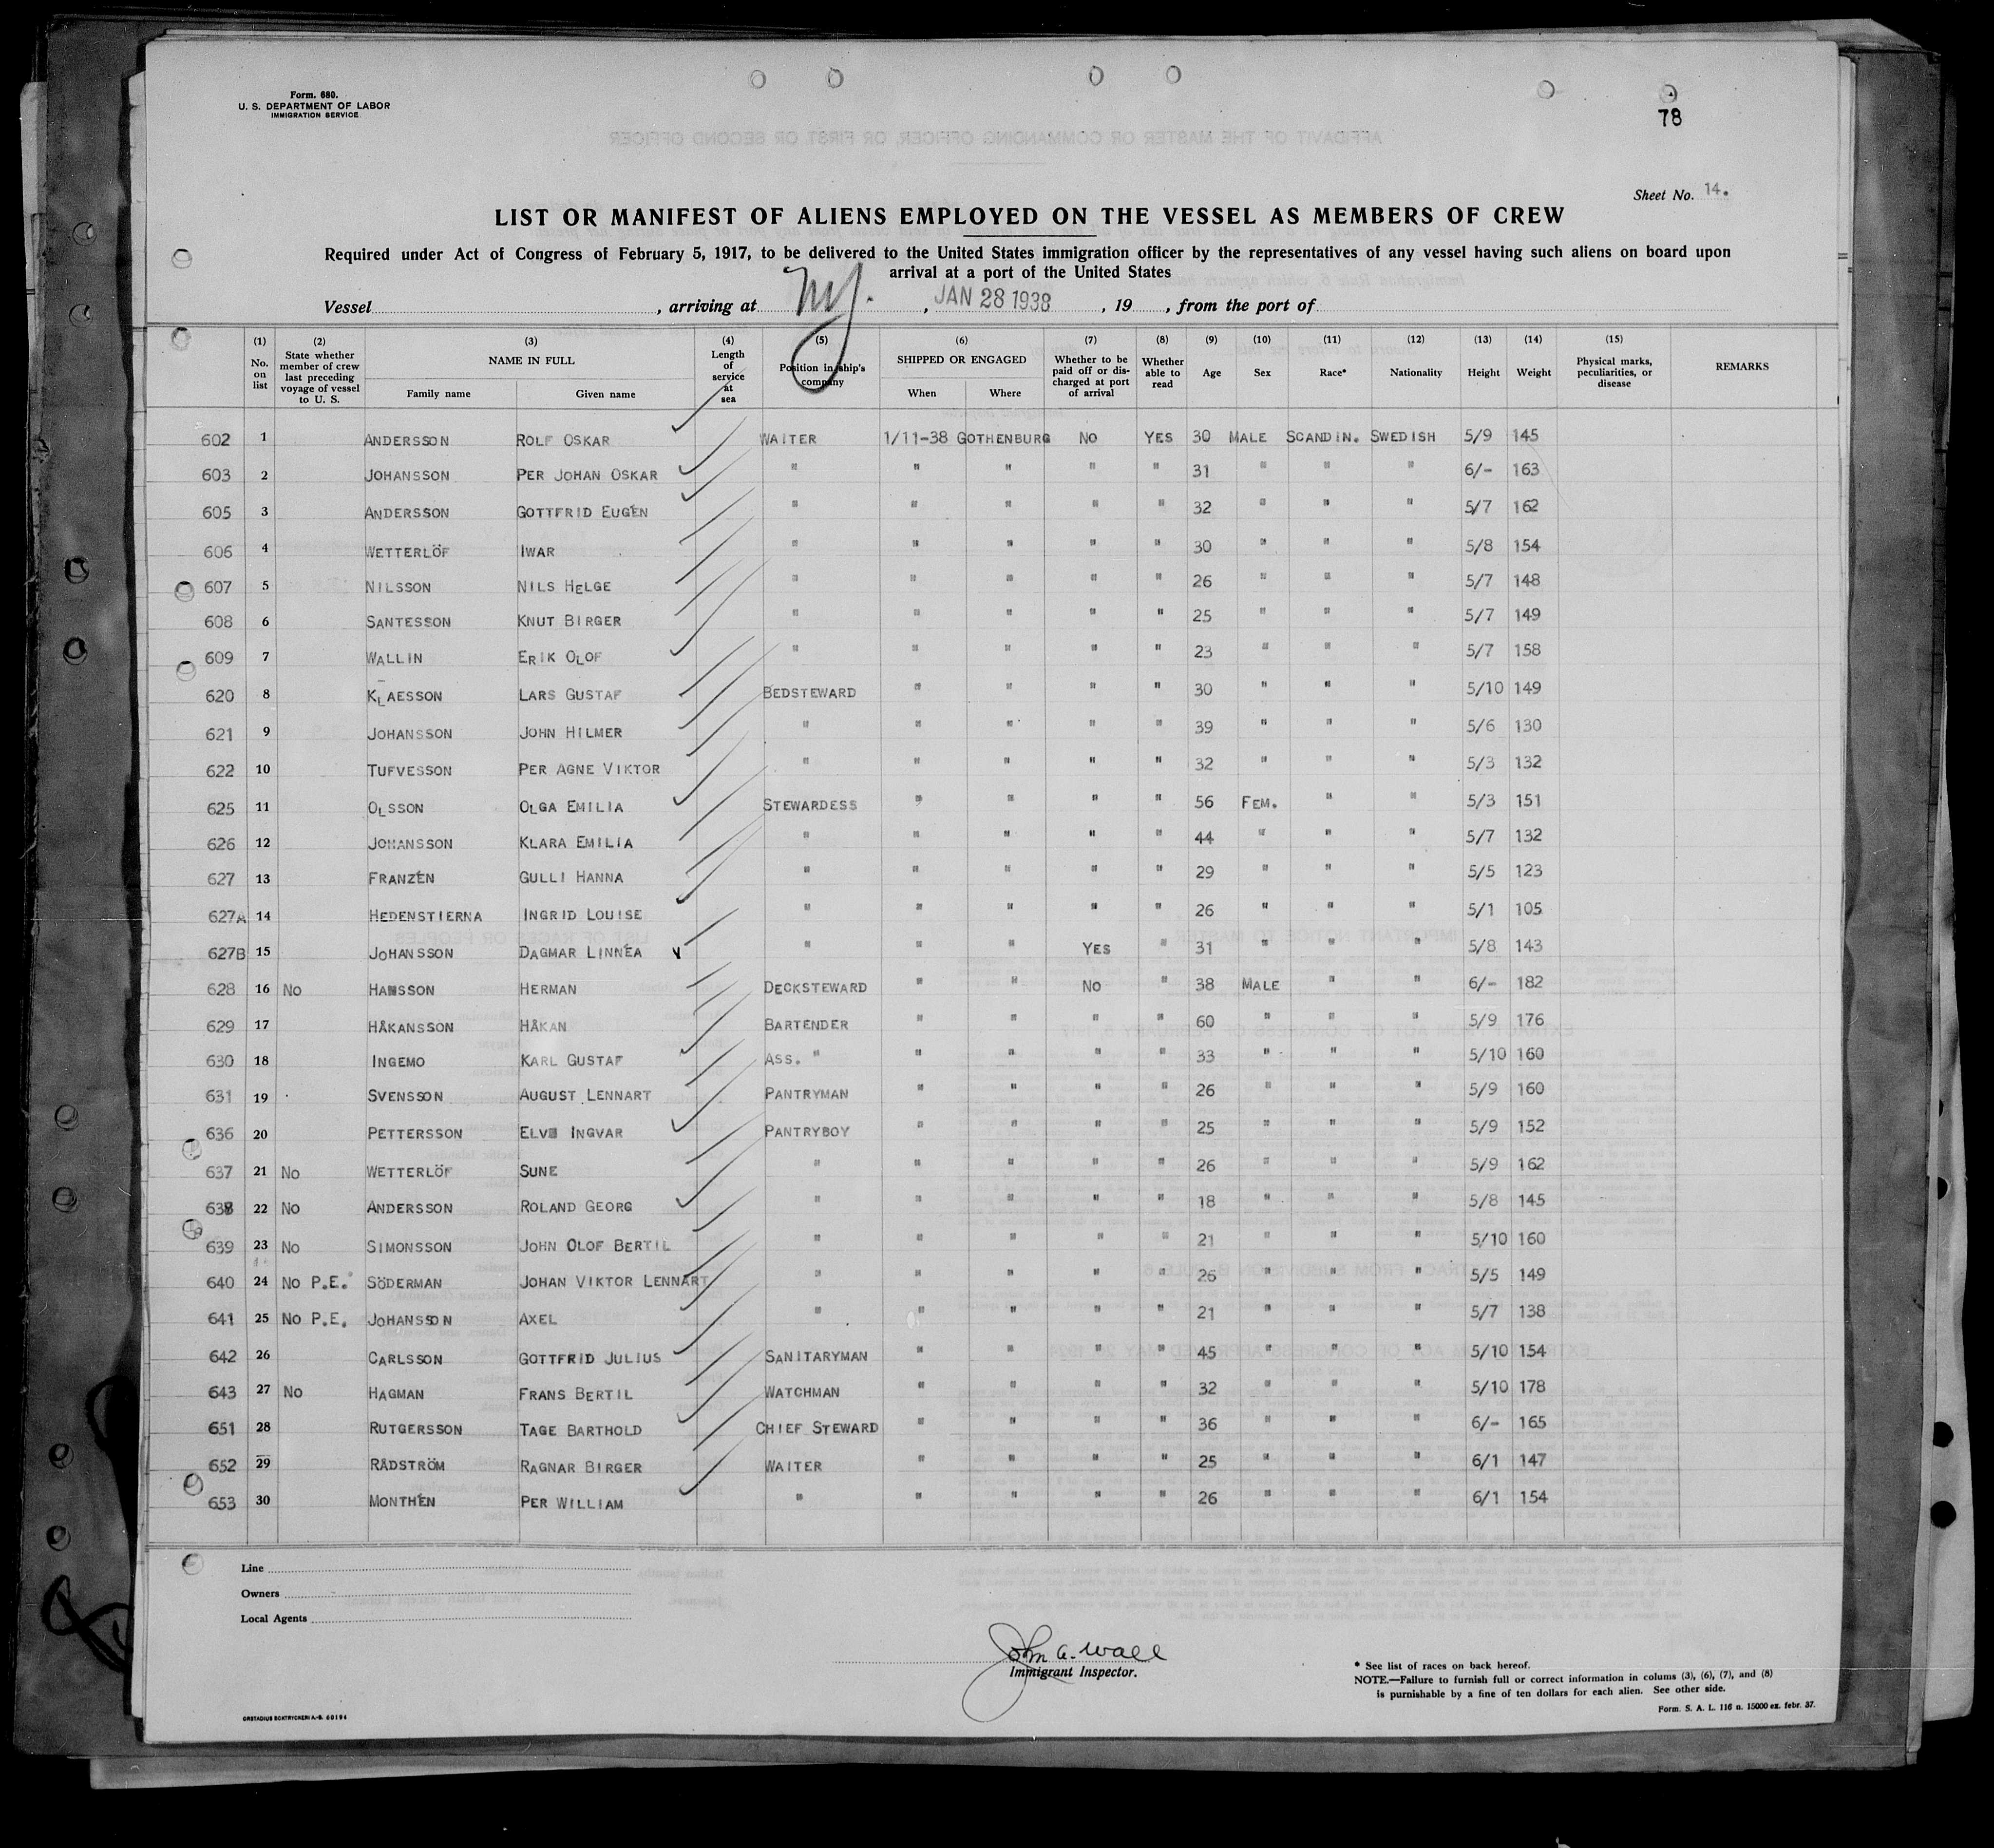 Form. 680.
U. S. DEPARTMENT OF LABOR
IMMIGRATION SERVICE
78
Sheet No. 14.
LIST OR MANIFEST OF ALIENS EMPLOYED ON THE VESSEL AS MEMBERS OF CREW
Required under Act of Congress of February 5, 1917, to be delivered to the United States immigration officer by the representatives of any vessel having such aliens on board upon
arrival at a port of the United States
Vessel , arriving at NY. , JAN 28 1938 , 19 , from the port of
(1) No. on list (2) State whether member of crew last preceding voyage of vessel to U. S. (3) NAME IN FULL Family name Given name (4) Length of service at sea (5) Position in ship's company (6) SHIPPED OR ENGAGED When Where (7) Whether to be paid off or discharged at port of arrival (8) Whether able to read (9) Age (10) Sex (11) Race* (12) Nationality (13) Height (14) Weight (15) Physical marks, peculiarities, or disease REMARKS
602 1 ANDERSSON ROLF OSKAR WAITER 1/11-38 GOTHENBURG NO YES 30 MALE SCANDIN. SWEDISH 5/9 145
603 2 JOHANSSON PER JOHAN OSKAR " " " " " 31 " " " 6/- 163
605 3 ANDERSSON GOTTFRID EUGÉN " " " " " 32 " " " 5/7 162
606 4 WETTERLÖF IWAR " " " " " 30 " " " 5/8 154
607 5 NILSSON NILS HELGE " " " " " 26 " " " 5/7 148
608 6 SANTESSON KNUT BIRGER " " " " " 25 " " " 5/7 149
609 7 WALLIN ERIK OLOF " " " " " 23 " " " 5/7 158
620 8 KLAESSON LARS GUSTAF BEDSTEWARD " " " " 30 " " " 5/10 149
621 9 JOHANSSON JOHN HILMER " " " " " 39 " " " 5/6 130
622 10 TUFVESSON PER AGNE VIKTOR " " " " " 32 " " " 5/3 132
625 11 OLSSON OLGA EMILIA STEWARDESS " " " " 56 FEM. " " 5/3 151
626 12 JOHANSSON KLARA EMILIA " " " " " 44 " " " 5/7 132
627 13 FRANZÉN GULLI HANNA " " " " " 29 " " " 5/5 123
627A 14 HEDENSTIERNA INGRID LOUISE " " " " " 26 " " " 5/1 105
627B 15 JOHANSSON DAGMAR LINNÉA " " " YES " 31 " " " 5/8 143
628 16 NO HANSSON HERMAN DECKSTEWARD " " NO " 38 MALE " " 6/- 182
629 17 HÅKANSSON HÅKAN BARTENDER " " " " 60 " " " 5/9 176
630 18 INGEMO KARL GUSTAF ASS. " " " " " 33 " " " 5/10 160
631 19 SVENSSON AUGUST LENNART PANTRYMAN " " " " 26 " " " 5/9 160
636 20 PETTERSSON INGVAR PANTRYBOY " " " " 25 " " " 5/9 152
637 21 NO WETTERLÖF SUNE " " " " " 26 " " " 5/9 162
638 22 NO ANDERSSON ROLAND GEORG " " " " " 18 " " " 5/8 145
639 23 NO SIMONSSON JOHN OLOF BERTIL " " " " " 21 " " " 5/10 160
640 24 NO P.E. SÖDERMAN JOHAN VIKTOR LENNART " " " " " 26 " " " 5/5 149
641 25 NO P.E. JOHANSSON AXEL " " " " " 21 " " " 5/7 138
642 26 CARLSSON GOTTFRID JULIUS SANITARYMAN " " " " 45 " " " 5/10 154
643 27 NO HAGMAN FRANS BERTIL WATCHMAN " " " " 32 " " " 5/10 178
651 28 RUTGERSSON TAGE BARTHOLD CHIEF STEWARD " " " " 36 " " " 6/- 165
652 29 RÅDSTRÖM RAGNAR BIRGER WAITER " " " " 25 " " " 6/1 147
653 30 MONTHÉN PER WILLIAM " " " " " 26 " " " 6/1 154
Line
Owners
Local Agents
John A. Wall
Immigrant Inspector.
* See list of races on back hereof.
NOTE.—Failure to furnish full or correct information in colums (3), (6), (7), and (8)
is punishable by a fine of ten dollars for each alien. See other side.
Form. S. A. L. 116 n. 15000 ex. febr. 37.
ORSTADIUS BOKTRYCKERI A.-B. 60194